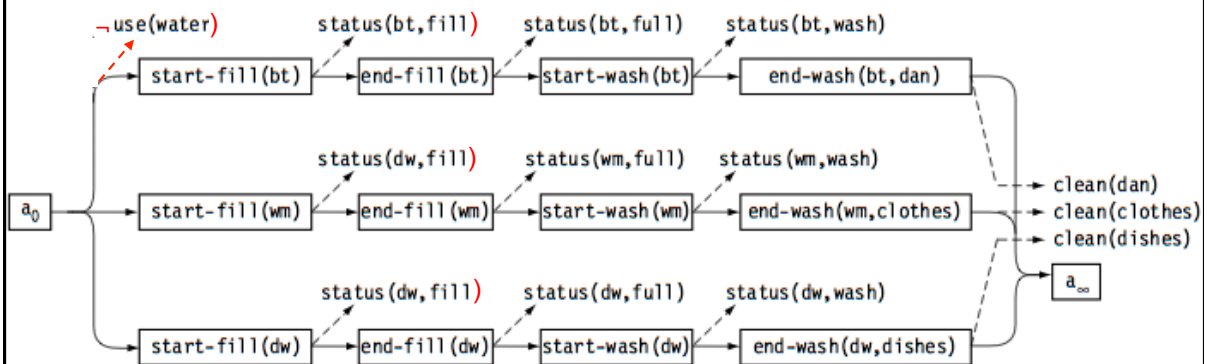 ¬ use(water)
status(bt,fill)
status(bt,full)
status(bt,wash)
start-fill(bt)
end-fill(bt)
start-wash(bt)
end-wash(bt,dan)
status(dw,fill)
status(wm,full)
status(wm,wash)
clean(dan)
a0
start-fill(wm)
end-fill(wm)
start-wash(wm)
end-wash(wm,clothes)
clean(clothes)
clean(dishes)
status(dw,fill)
status(dw,full)
status(dw,wash)
a∞
start-fill(dw)
end-fill(dw)
start-wash(dw)
end-wash(dw,dishes)